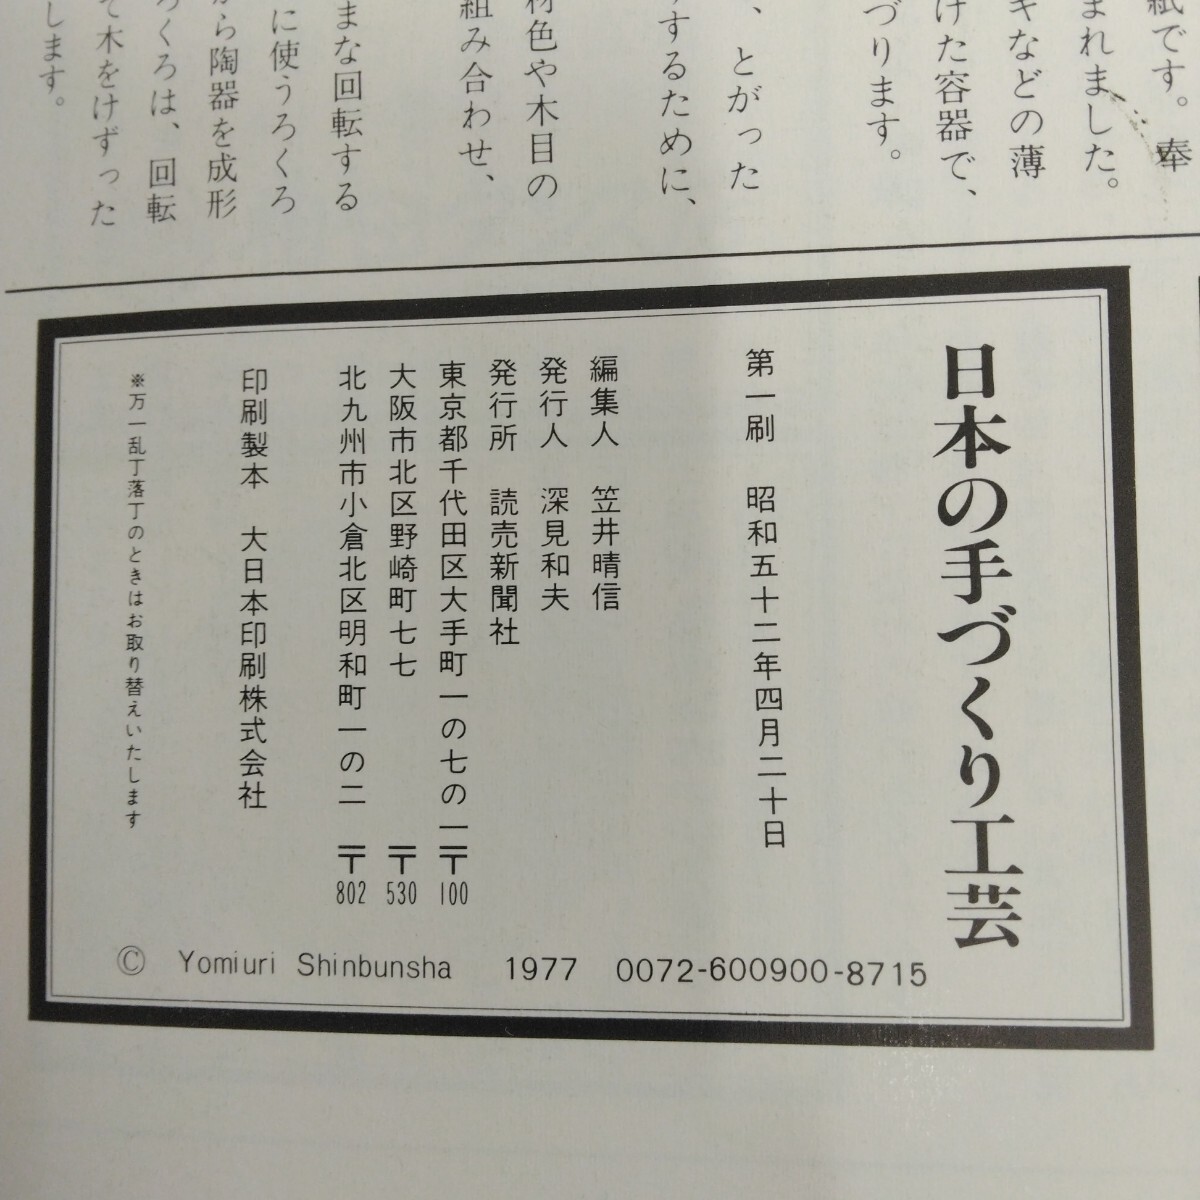 紙です。奉
まれました。
キなどの薄
けた容器で、
づります。
、とがった
するために、
色や木目の
組み合わせ、
まな回転する
に使うろくろ
から陶器を成形
ろくろは、回転
て木をけずった
します。
日本の手づくり工芸
第一刷　昭和五十二年四月二十日
編集人　笠井晴信
発行人　深見和夫
発行所　読売新聞社
東京都千代田区大手町一の七の一〒100
大阪市北区野崎町七七　〒530
北九州市小倉北区明和町一の二　〒802
印刷製本　大日本印刷株式会社
※万一乱丁落丁のときはお取り替えいたします
© Yomiuri Shinbunsha 1977 0072-600900-8715